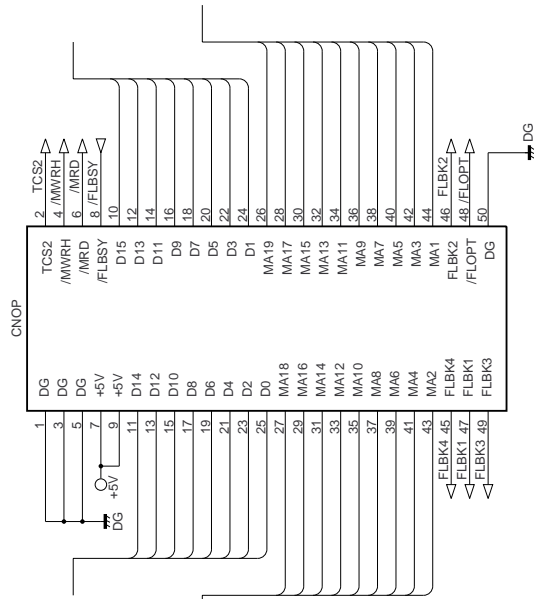 CNOP
TCS2
/MWRH
/MRD
/FLBSY
FLBK2
/FLOPT
DG
2
4
6
8
10
12
14
16
18
20
22
24
26
28
30
32
34
36
38
40
42
44
46
48
50
TCS2
/MWRH
/MRD
/FLBSY
D15
D13
D11
D9
D7
D5
D3
D1
MA19
MA17
MA15
MA13
MA11
MA9
MA7
MA5
MA3
MA1
FLBK2
/FLOPT
DG
DG
DG
DG
+5V
+5V
D14
D12
D10
D8
D6
D4
D2
D0
MA18
MA16
MA14
MA12
MA10
MA8
MA6
MA4
MA2
FLBK4
FLBK1
FLBK3
1
3
5
7
9
11
13
15
17
19
21
23
25
27
29
31
33
35
37
39
41
43
45
47
49
+5V
DG
FLBK4
FLBK1
FLBK3